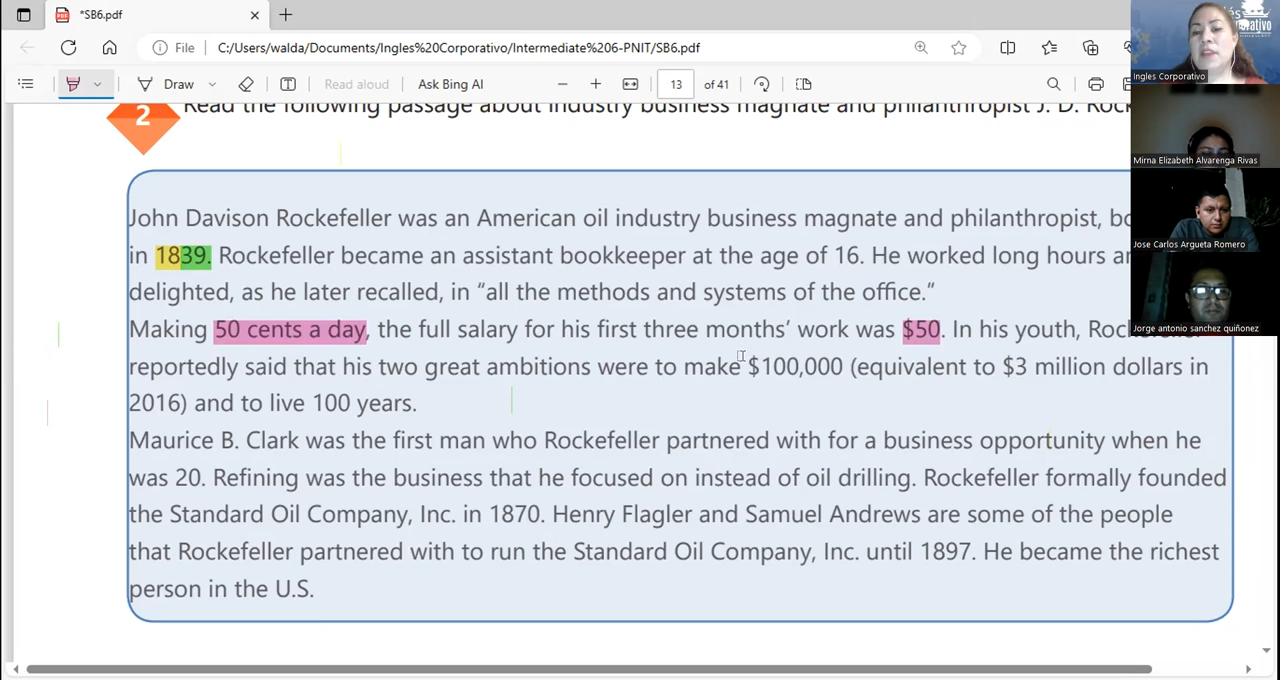 *SB6.pdf
File C:/Users/walda/Documents/Ingles%20Corporativo/Intermediate%206-PNIT/SB6.pdf
Draw Read aloud Ask Bing AI 13 of 41
Ingles Corporativo
Mirna Elizabeth Alvarenga Rivas
Jose Carlos Argueta Romero
Jorge antonio sanchez quiñonez
2 Read the following passage about industry business magnate and philanthropist J. D.
John Davison Rockefeller was an American oil industry business magnate and philanthropist,
in 1839. Rockefeller became an assistant bookkeeper at the age of 16. He worked long hours
delighted, as he later recalled, in “all the methods and systems of the office.”
Making 50 cents a day, the full salary for his first three months’ work was $50. In his youth,
reportedly said that his two great ambitions were to make $100,000 (equivalent to $3 million dollars in
2016) and to live 100 years.
Maurice B. Clark was the first man who Rockefeller partnered with for a business opportunity when he
was 20. Refining was the business that he focused on instead of oil drilling. Rockefeller formally founded
the Standard Oil Company, Inc. in 1870. Henry Flagler and Samuel Andrews are some of the people
that Rockefeller partnered with to run the Standard Oil Company, Inc. until 1897. He became the richest
person in the U.S.